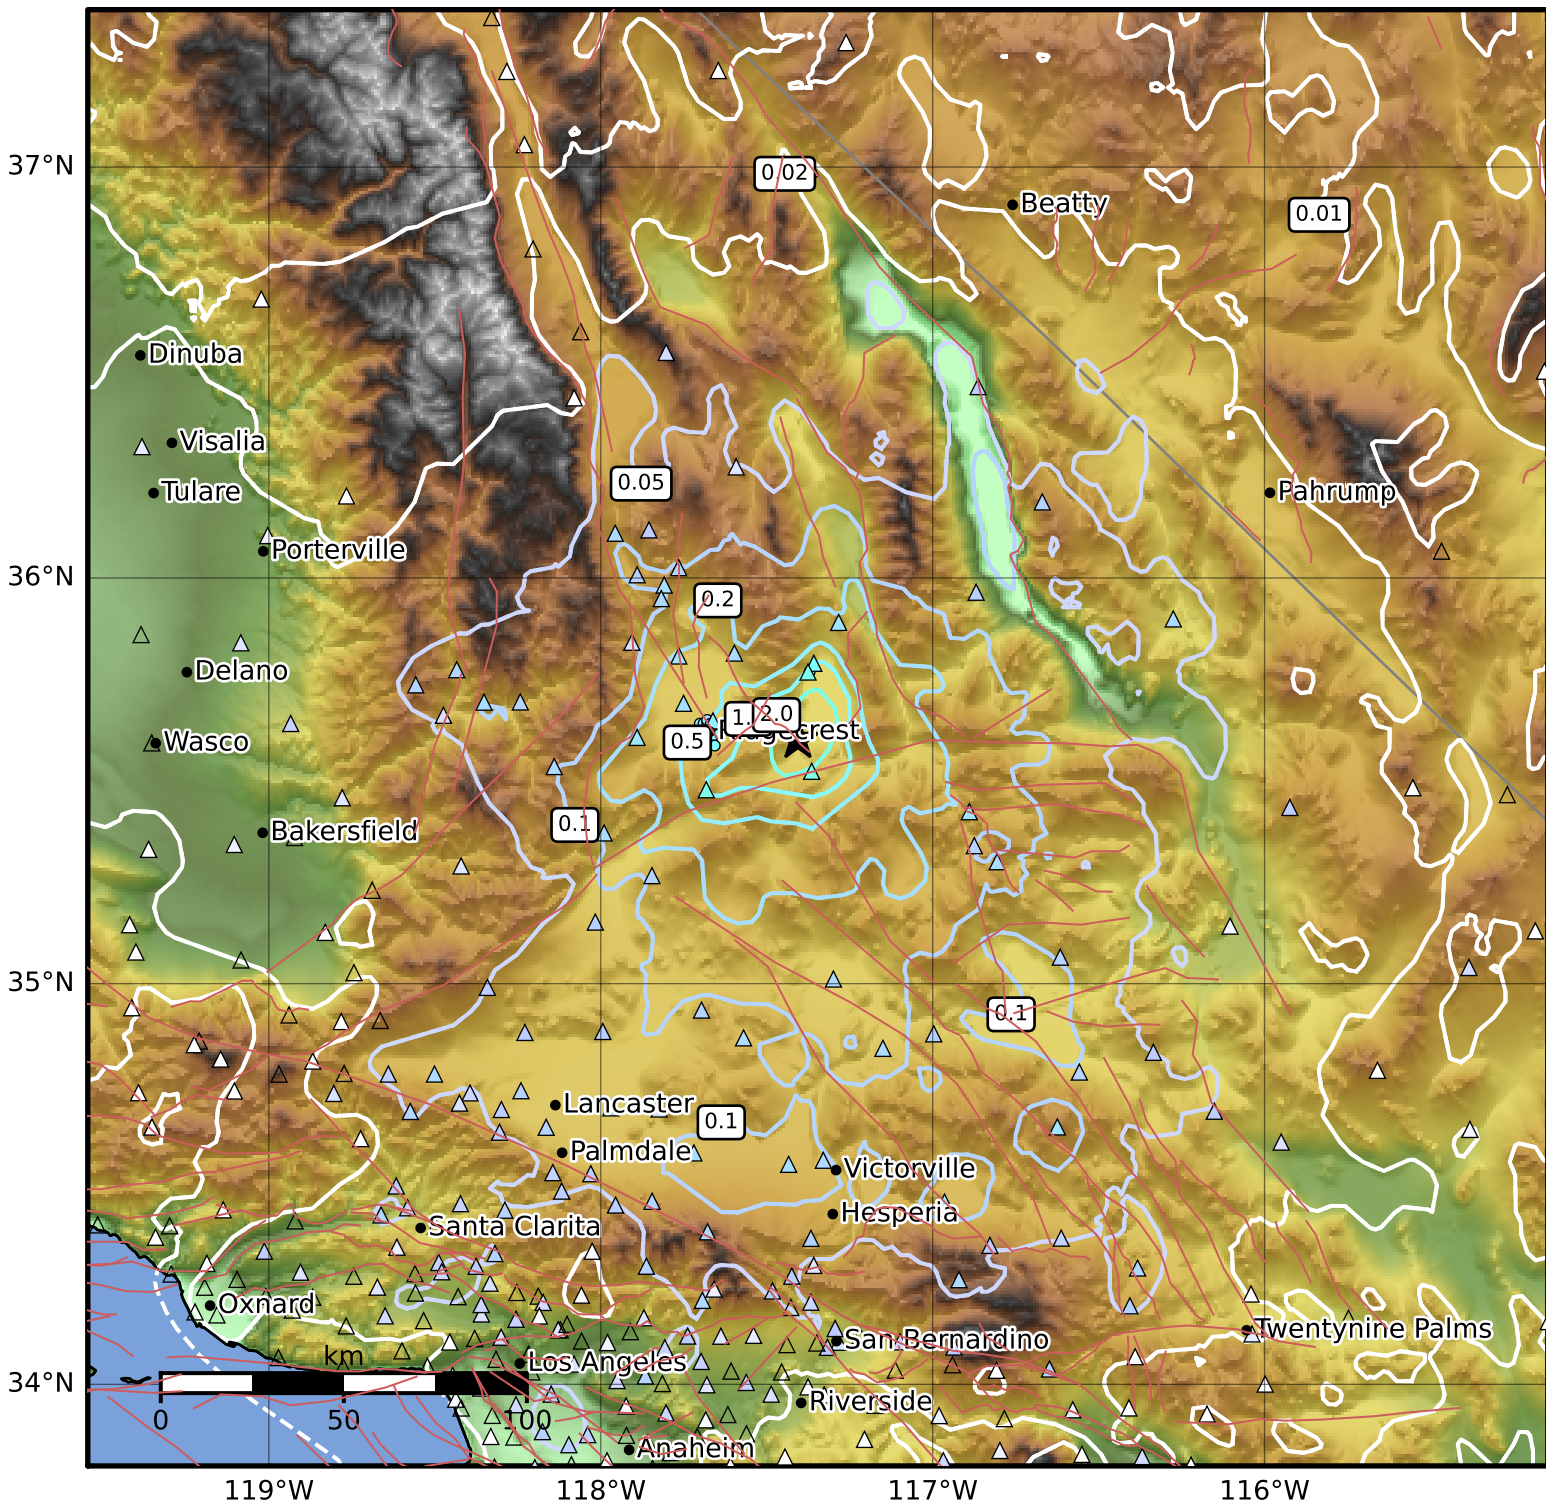 37°N
0.02
Beatty
0.01
Dinuba
Visalia
0.05
Tulare
Pahrump
Porterville
36°N
0.2
Delano
2.0
Ridgecrest
Wasco
0.5
0.1
Bakersfield
35°N
0.1
Lancaster
0.1
Palmdale
Victorville
Hesperia
Santa Clarita
Oxnard
San Bernardino
Twentynine Palms
km
Los Angeles
34°N
0 50 100
Riverside
Anaheim
119°W 118°W 117°W 116°W